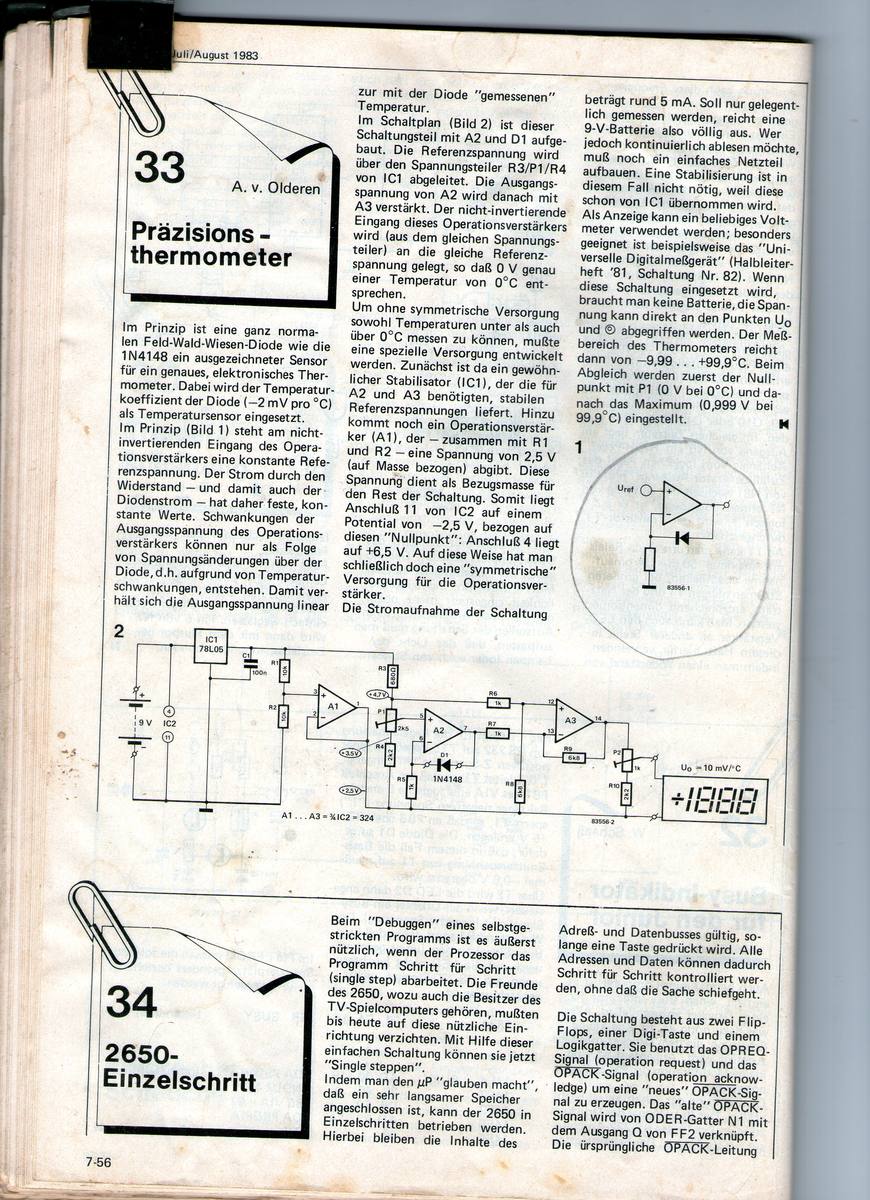 Juli/August 1983
33
A. v. Olderen
Präzisions-
thermometer
Im Prinzip ist eine ganz norma-
len Feld-Wald-Wiesen-Diode wie die
1N4148 ein ausgezeichneter Sensor
für ein genaues, elektronisches Ther-
mometer. Dabei wird der Temperatur-
koeffizient der Diode (−2 mV pro °C)
als Temperatursensor eingesetzt.
Im Prinzip (Bild 1) steht am nicht-
invertierenden Eingang des Opera-
tionsverstärkers eine konstante Refe-
renzspannung. Der Strom durch den
Widerstand — und damit auch der
Diodenstrom — hat daher feste, kon-
stante Werte. Schwankungen der
Ausgangsspannung des Operations-
verstärkers können nur als Folge
von Spannungsänderungen über der
Diode, d.h. aufgrund von Temperatur-
schwankungen, entstehen. Damit ver-
hält sich die Ausgangsspannung linear
zur mit der Diode "gemessenen"
Temperatur.
Im Schaltplan (Bild 2) ist dieser
Schaltungsteil mit A2 und D1 aufge-
baut. Die Referenzspannung wird
über den Spannungsteiler R3/P1/R4
von IC1 abgeleitet. Die Ausgangs-
spannung von A2 wird danach mit
A3 verstärkt. Der nicht-invertierende
Eingang dieses Operationsverstärkers
wird (aus dem gleichen Spannungs-
teiler) an die gleiche Referenz-
spannung gelegt, so daß 0 V genau
einer Temperatur von 0°C ent-
sprechen.
Um ohne symmetrische Versorgung
sowohl Temperaturen unter als auch
über 0°C messen zu können, mußte
eine spezielle Versorgung entwickelt
werden. Zunächst ist da ein gewöhn-
licher Stabilisator (IC1), der die für
A2 und A3 benötigten, stabilen
Referenzspannungen liefert. Hinzu
kommt noch ein Operationsverstär-
ker (A1), der — zusammen mit R1
und R2 — eine Spannung von 2,5 V
(auf Masse bezogen) abgibt. Diese
Spannung dient als Bezugsmasse für
den Rest der Schaltung. Somit liegt
Anschluß 11 von IC2 auf einem
Potential von −2,5 V, bezogen auf
diesen "Nullpunkt"; Anschluß 4 liegt
auf +6,5 V. Auf diese Weise hat man
schließlich doch eine "symmetrische"
Versorgung für die Operationsver-
stärker.
Die Stromaufnahme der Schaltung
beträgt rund 5 mA. Soll nur gelegent-
lich gemessen werden, reicht eine
9-V-Batterie also völlig aus. Wer
jedoch kontinuierlich ablesen möchte,
muß noch ein einfaches Netzteil
aufbauen. Eine Stabilisierung ist in
diesem Fall nicht nötig, weil diese
schon von IC1 übernommen wird.
Als Anzeige kann ein beliebiges Volt-
meter verwendet werden; besonders
geeignet ist beispielsweise das "Uni-
verselle Digitalmeßgerät" (Halbleiter-
heft '81, Schaltung Nr. 82). Wenn
diese Schaltung eingesetzt wird,
braucht man keine Batterie, die Span-
nung kann direkt an den Punkten Uo
und © abgegriffen werden. Der Meß-
bereich des Thermometers reicht
dann von −9,99 . . . +99,9°C. Beim
Abgleich werden zuerst der Null-
punkt mit P1 (0 V bei 0°C) und da-
nach das Maximum (0,999 V bei
99,9°C) eingestellt.
1
Uref
83556-1
2
IC1
78L05
C1
100n
R1
10k
R2
10k
9 V
4
IC2
11
3
2
A1
1
R3
680Ω
+4,7V
P1
2k5
+3,5V
R4
2k2
+2,5V
5
6
A2
7
D1
1N4148
R5
1k
R6
1k
R7
1k
R8
6k8
12
13
A3
14
R9
6k8
P2
1k
R10
2k2
Uo = 10 mV/°C
÷1888
A1 . . . A3 = ¾ IC2 = 324
83556-2
34
2650-
Einzelschritt
Beim "Debuggen" eines selbstge-
strickten Programms ist es äußerst
nützlich, wenn der Prozessor das
Programm Schritt für Schritt
(single step) abarbeitet. Die Freunde
des 2650, wozu auch die Besitzer des
TV-Spielcomputers gehören, mußten
bis heute auf diese nützliche Ein-
richtung verzichten. Mit Hilfe dieser
einfachen Schaltung können sie jetzt
"Single steppen".
Indem man den µP "glauben macht",
daß ein sehr langsamer Speicher
angeschlossen ist, kann der 2650 in
Einzelschritten betrieben werden.
Hierbei bleiben die Inhalte des
Adreß- und Datenbusses gültig, so-
lange eine Taste gedrückt wird. Alle
Adressen und Daten können dadurch
Schritt für Schritt kontrolliert wer-
den, ohne daß die Sache schiefgeht.
Die Schaltung besteht aus zwei Flip-
Flops, einer Digi-Taste und einem
Logikgatter. Sie benutzt das OPREQ-
Signal (operation request) und das
OPACK-Signal (operation acknow-
ledge) um eine "neues" OPACK-Sig-
nal zu erzeugen. Das "alte" OPACK-
Signal wird von ODER-Gatter N1 mit
dem Ausgang Q von FF2 verknüpft.
Die ürsprüngliche OPACK-Leitung
7-56